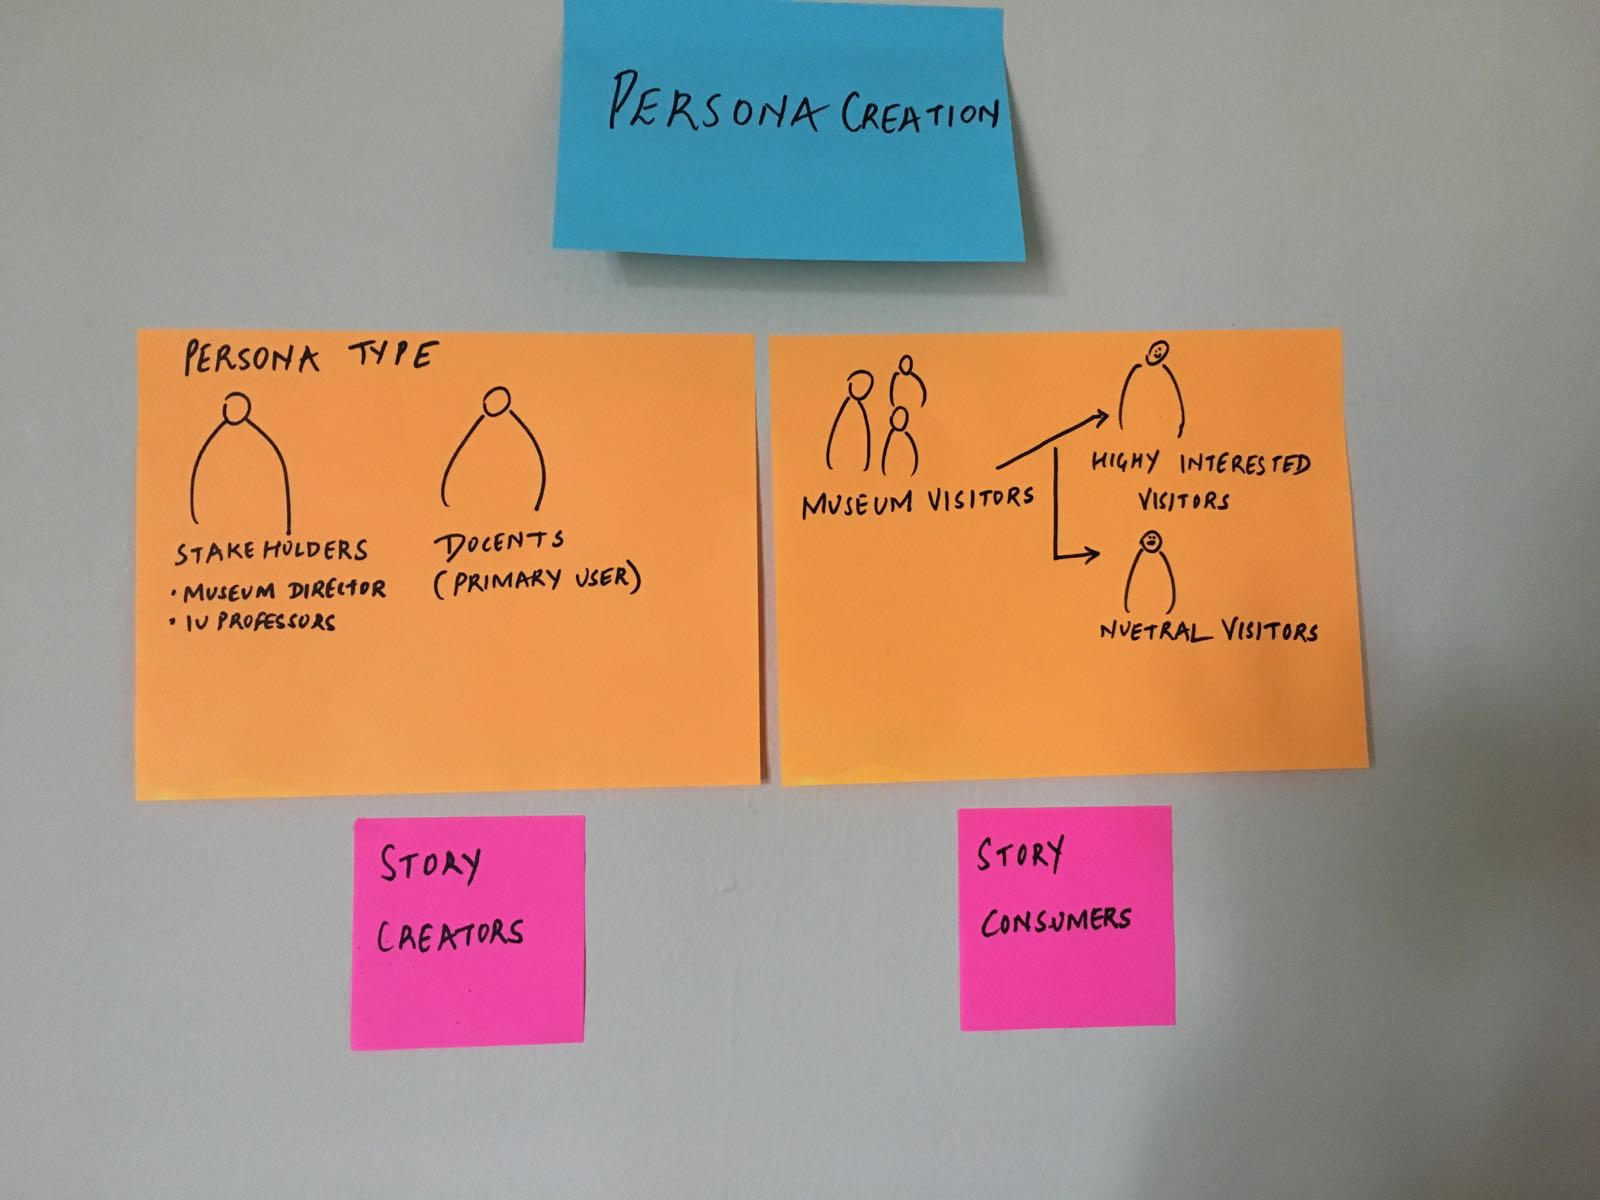 PERSONA CREATION
PERSONA TYPE
STAKEHOLDERS
• MUSEUM DIRECTOR
• IU PROFESSORS
DOCENTS
(PRIMARY USER)
MUSEUM VISITORS
HIGHY INTERESTED
VISITORS
NUETRAL VISITORS
STORY
CREATORS
STORY
CONSUMERS